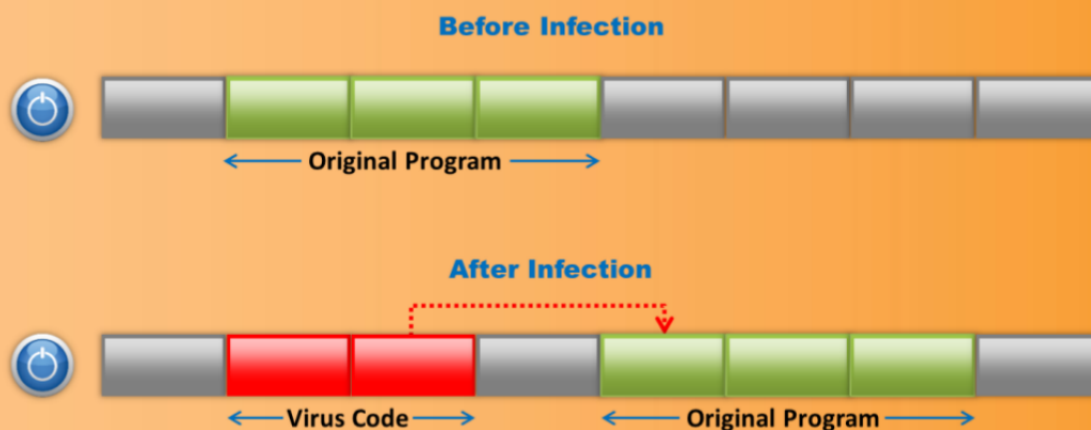 Before Infection
Original Program
After Infection
Virus Code
Original Program